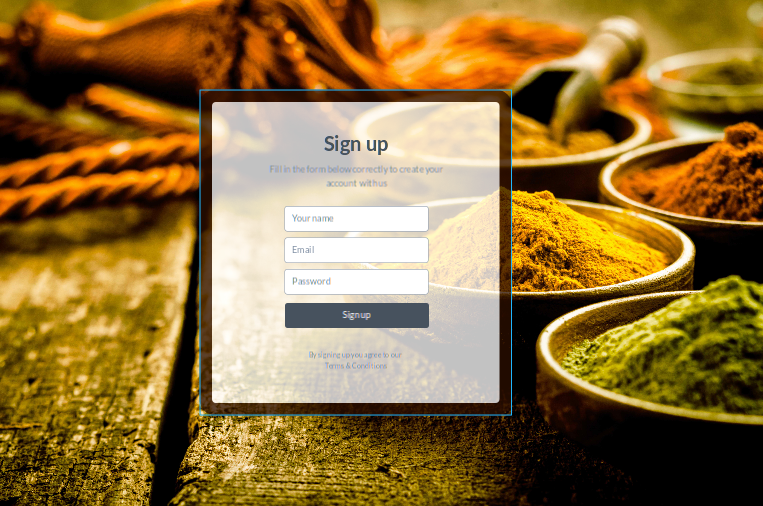 Sign up
Fill in the form below correctly to create your
account with us
Your name
Email
Password
Signup
By signing up you agree to our
Terms & Conditions